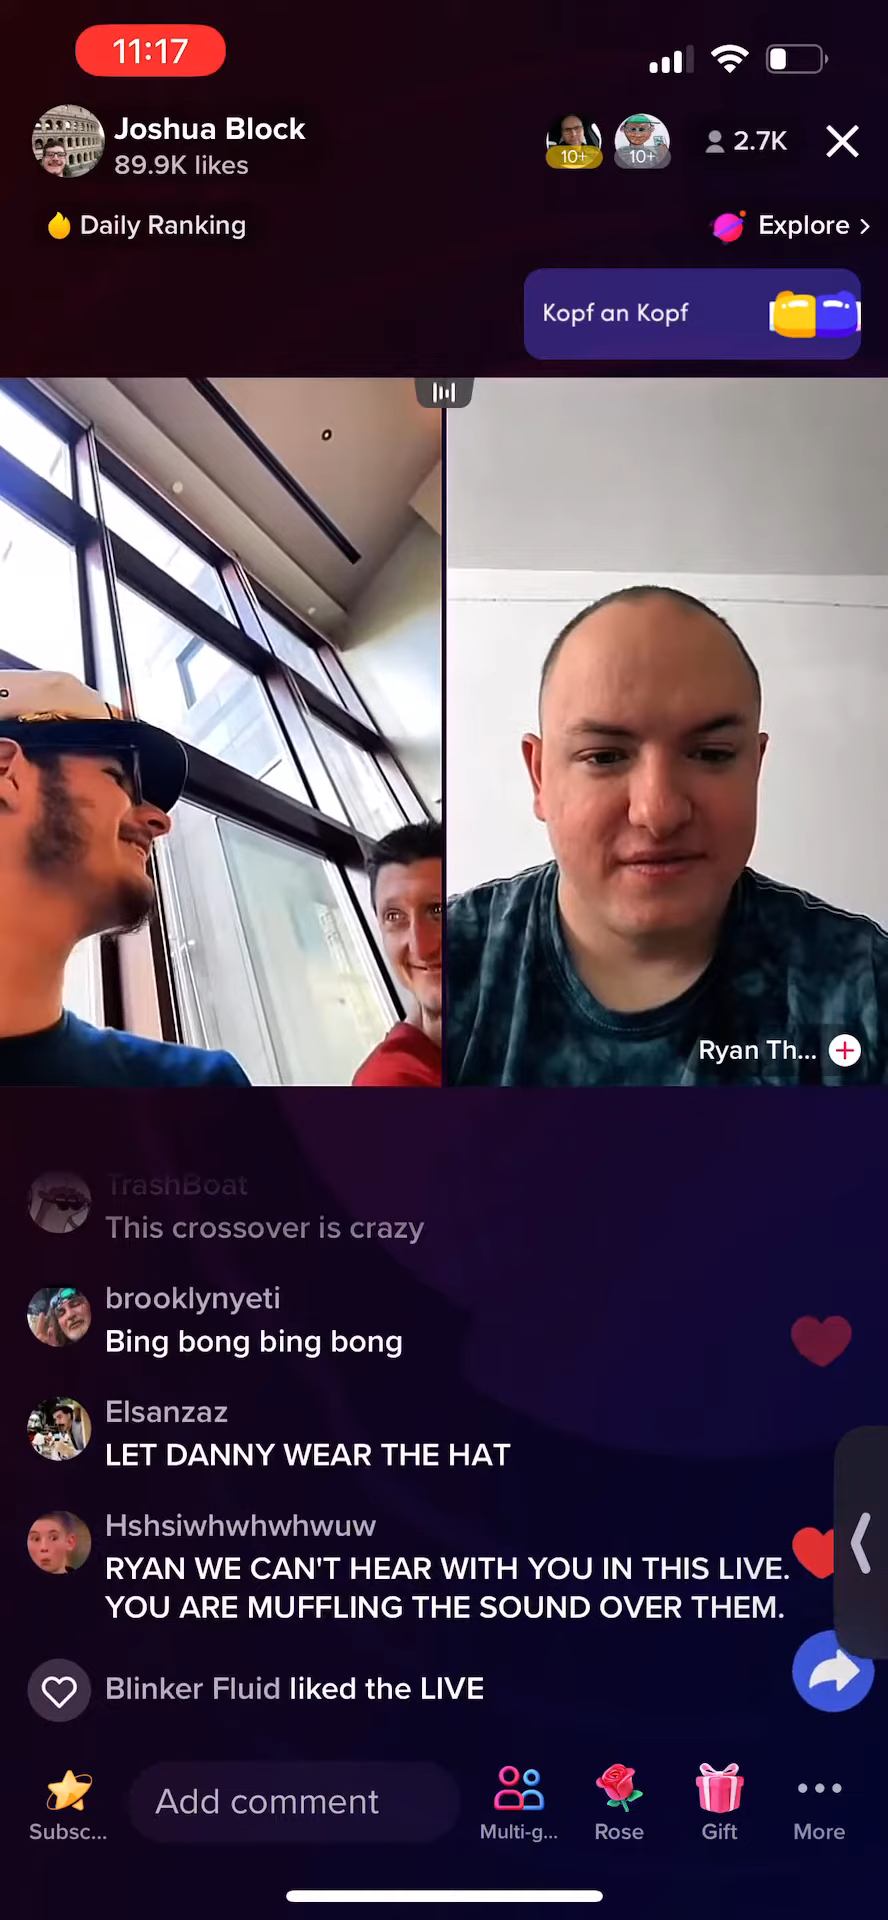 11:17
Joshua Block
89.9K likes
10+
10+
2.7K
Daily Ranking
Explore >
Kopf an Kopf
Ryan Th...
TrashBoat
This crossover is crazy
brooklynyeti
Bing bong bing bong
Elsanzaz
LET DANNY WEAR THE HAT
Hshsiwhwhwhwuw
RYAN WE CAN'T HEAR WITH YOU IN THIS LIVE.
YOU ARE MUFFLING THE SOUND OVER THEM.
Blinker Fluid liked the LIVE
Add comment
Subsc...
Multi-g...
Rose
Gift
More